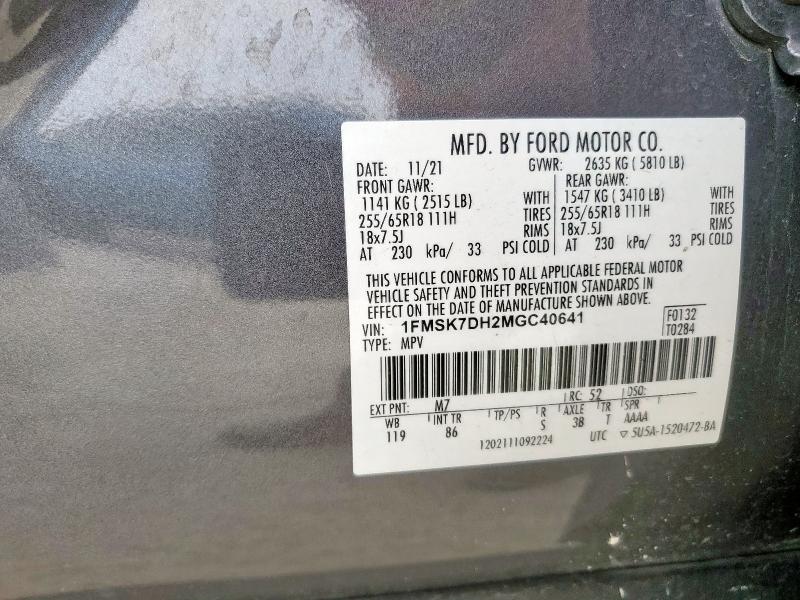 MFD. BY FORD MOTOR CO.
DATE: 11/21 GVWR: 2635 KG ( 5810 LB)
FRONT GAWR: REAR GAWR:
1141 KG ( 2515 LB) WITH 1547 KG ( 3410 LB) WITH
255/65R18 111H TIRES 255/65R18 111H TIRES
18x7.5J RIMS 18x7.5J RIMS
AT 230 kPa/ 33 PSI COLD AT 230 kPa/ 33 PSI COLD
THIS VEHICLE CONFORMS TO ALL APPLICABLE FEDERAL MOTOR
VEHICLE SAFETY AND THEFT PREVENTION STANDARDS IN
EFFECT ON THE DATE OF MANUFACTURE SHOWN ABOVE.
VIN: 1FMSK7DH2MGC40641 F0132
TYPE: MPV T0284
EXT PNT: M7 RC: 52 DSO:
WB INT TR TP/PS R AXLE TR SPR
119 86 S 38 T AAAA
1202111092224 UTC ▽ 5U5A-1520472-BA